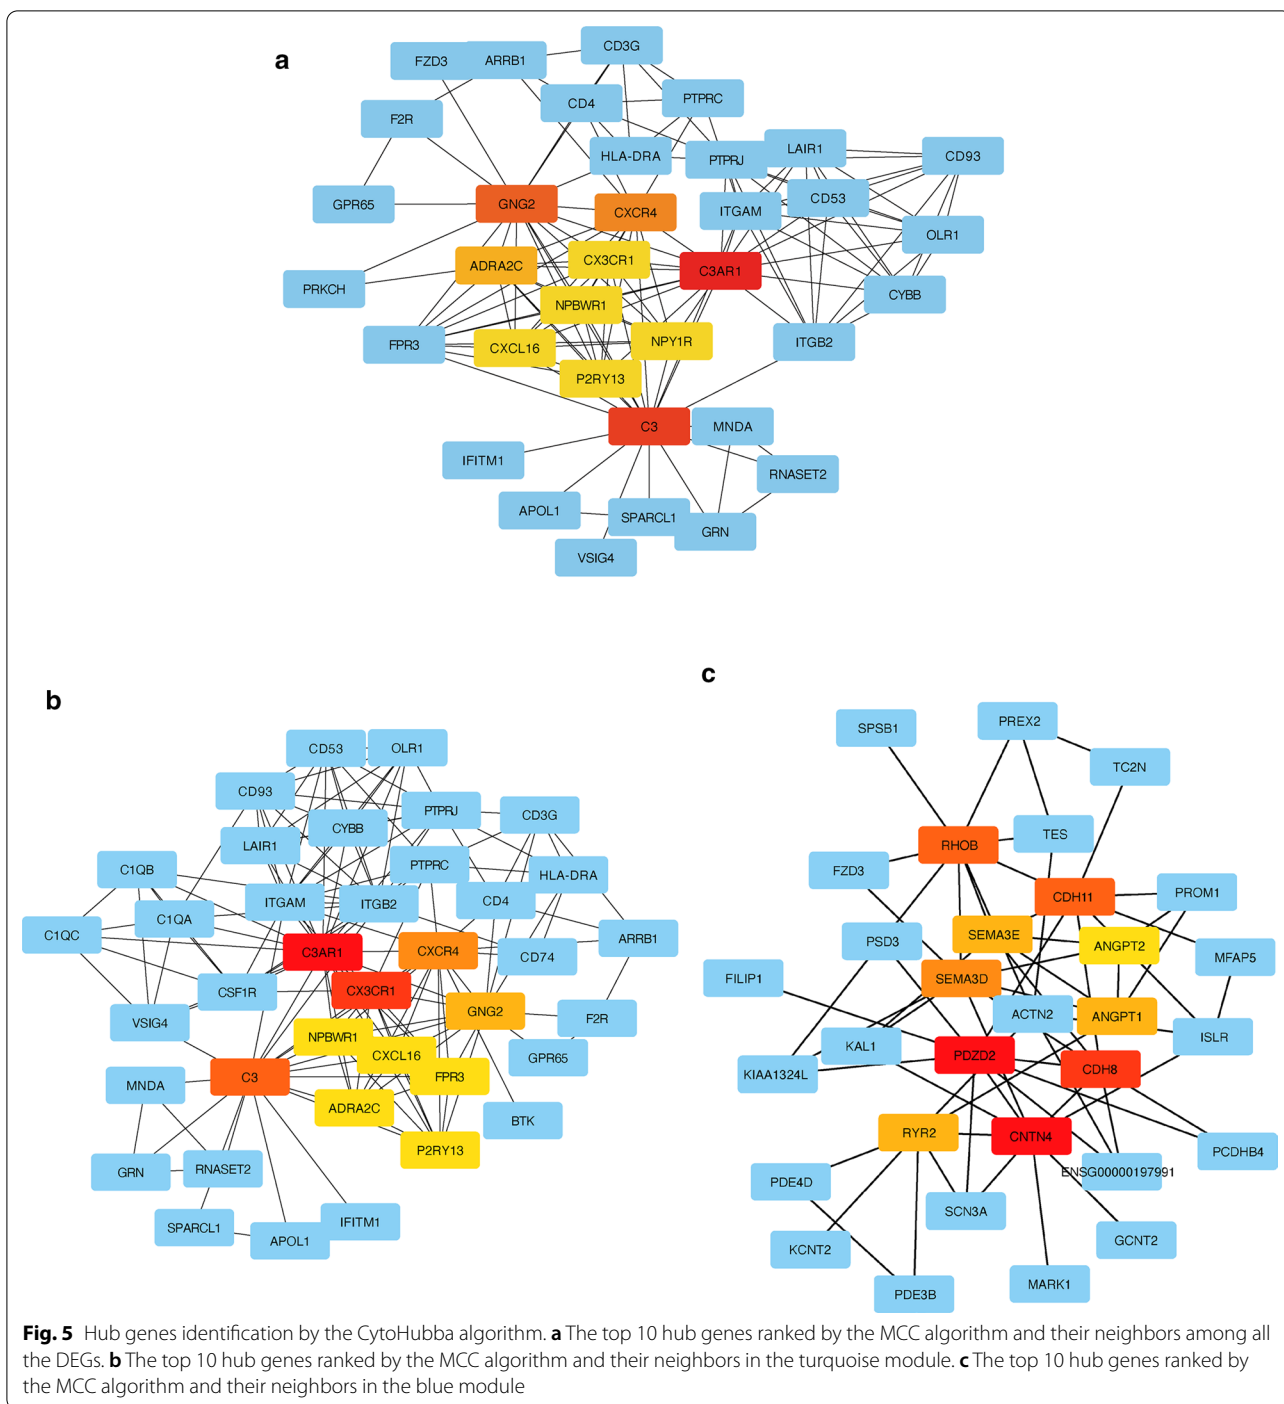 a
CD3G
FZD3
ARRB1
CD4
PTPRC
F2R
HLA-DRA
PTPRJ
LAIR1
CD93
GPR65
GNG2
CXCR4
ITGAM
CD53
OLR1
ADRA2C
CX3CR1
C3AR1
PRKCH
NPBWR1
CYBB
FPR3
CXCL16
NPY1R
ITGB2
P2RY13
C3
MNDA
IFITM1
RNASET2
APOL1
SPARCL1
GRN
VSIG4
b
CD53
OLR1
CD93
PTPRJ
CD3G
CYBB
LAIR1
C1QB
PTPRC
HLA-DRA
ITGAM
ITGB2
CD4
C1QA
C1QC
ARRB1
C3AR1
CXCR4
CD74
CSF1R
CX3CR1
VSIG4
GNG2
F2R
NPBWR1
CXCL16
GPR65
C3
FPR3
MNDA
ADRA2C
BTK
P2RY13
GRN
RNASET2
SPARCL1
APOL1
IFITM1
c
SPSB1
PREX2
TC2N
RHOB
TES
FZD3
CDH11
PROM1
PSD3
SEMA3E
ANGPT2
MFAP5
FILIP1
SEMA3D
ACTN2
ANGPT1
ISLR
KAL1
PDZD2
CDH8
KIAA1324L
RYR2
CNTN4
PCDHB4
ENSG00000197991
PDE4D
SCN3A
KCNT2
GCNT2
PDE3B
MARK1
Fig. 5 Hub genes identification by the CytoHubba algorithm. a The top 10 hub genes ranked by the MCC algorithm and their neighbors among all
the DEGs. b The top 10 hub genes ranked by the MCC algorithm and their neighbors in the turquoise module. c The top 10 hub genes ranked by
the MCC algorithm and their neighbors in the blue module